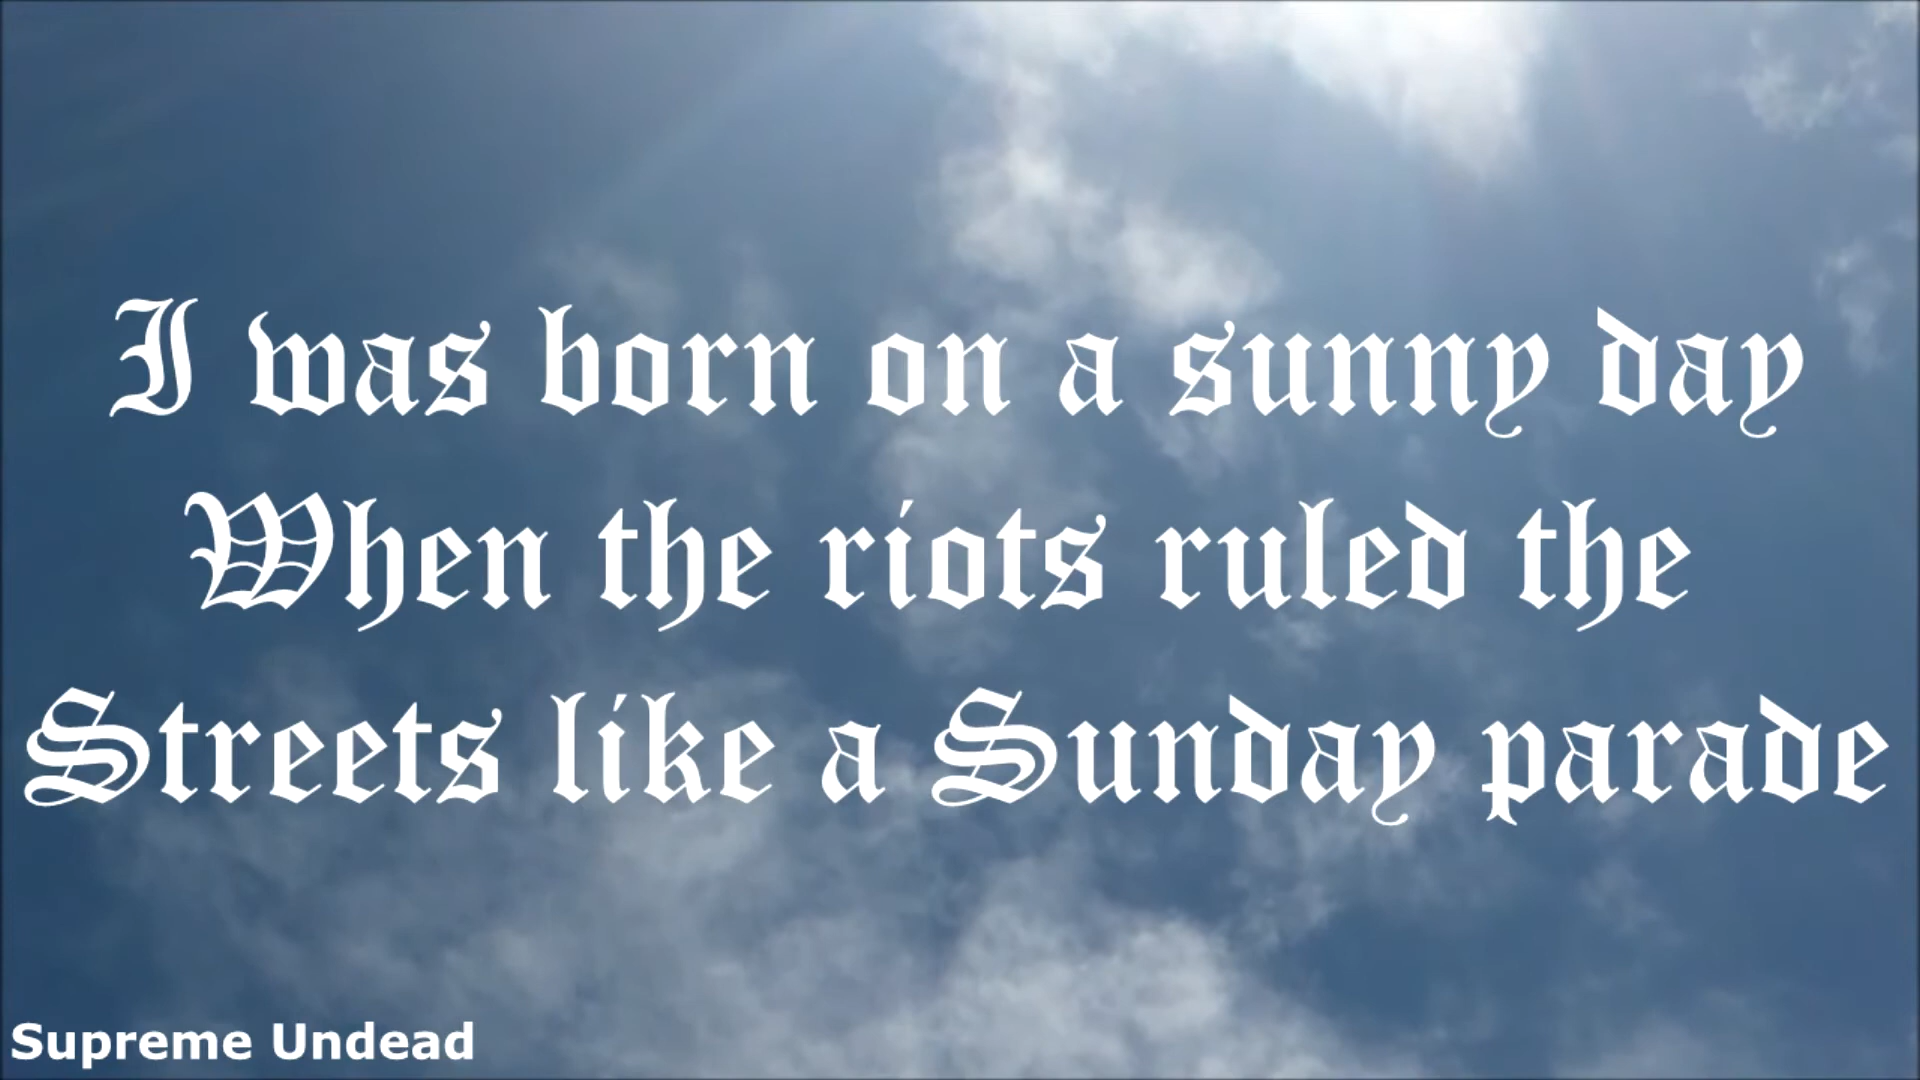 I was born on a sunny day
When the riots ruled the
Streets like a Sunday parade
Supreme Undead